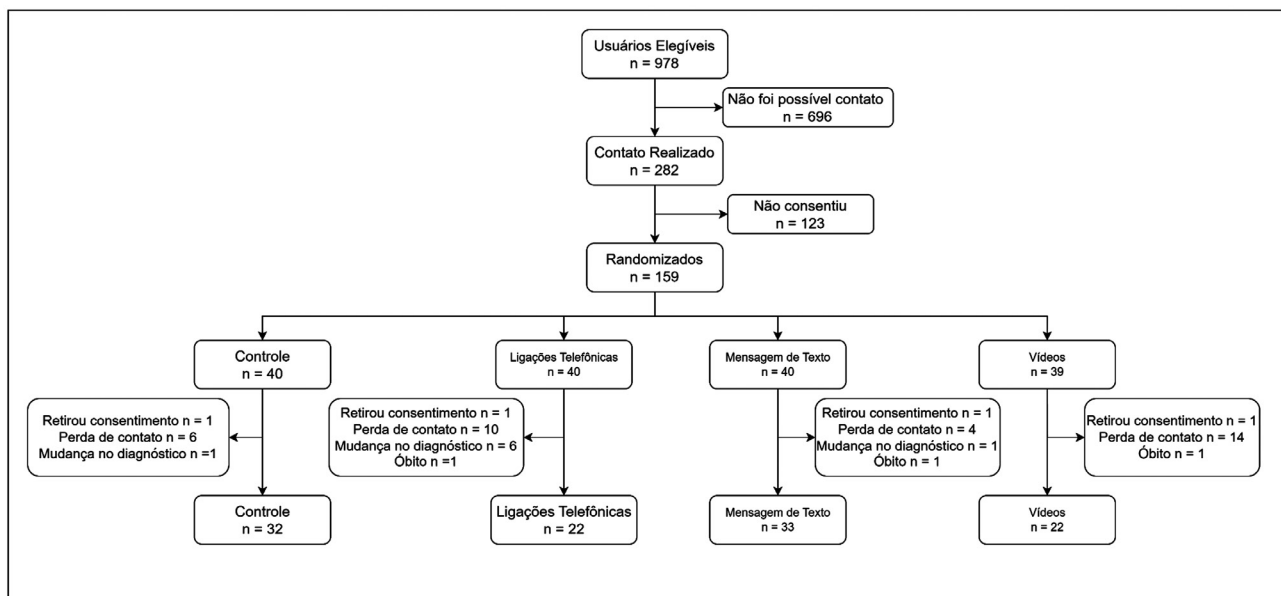 Usuários Elegíveis
n = 978
Não foi possível contato
n = 696
Contato Realizado
n = 282
Não consentiu
n = 123
Randomizados
n = 159
Controle
n = 40
Ligações Telefônicas
n = 40
Mensagem de Texto
n = 40
Vídeos
n = 39
Retirou consentimento n = 1
Perda de contato n = 6
Mudança no diagnóstico n =1
Retirou consentimento n = 1
Perda de contato n = 10
Mudança no diagnóstico n = 6
Óbito n =1
Retirou consentimento n = 1
Perda de contato n = 4
Mudança no diagnóstico n = 1
Óbito n = 1
Retirou consentimento n = 1
Perda de contato n = 14
Óbito n = 1
Controle
n = 32
Ligações Telefônicas
n = 22
Mensagem de Texto
n = 33
Vídeos
n = 22